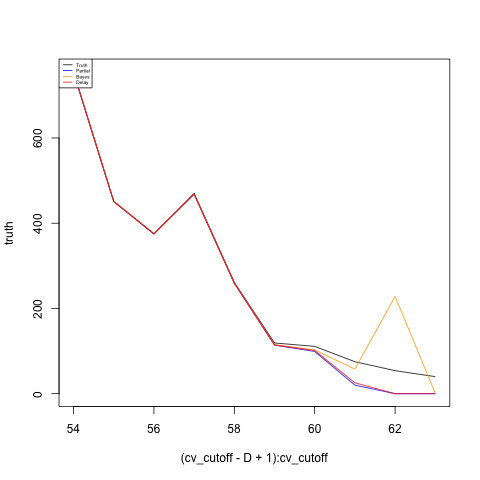 Truth
Partial
Bayes
Delay
truth
600
400
200
0
54
56
58
60
62
(cv_cutoff - D + 1):cv_cutoff